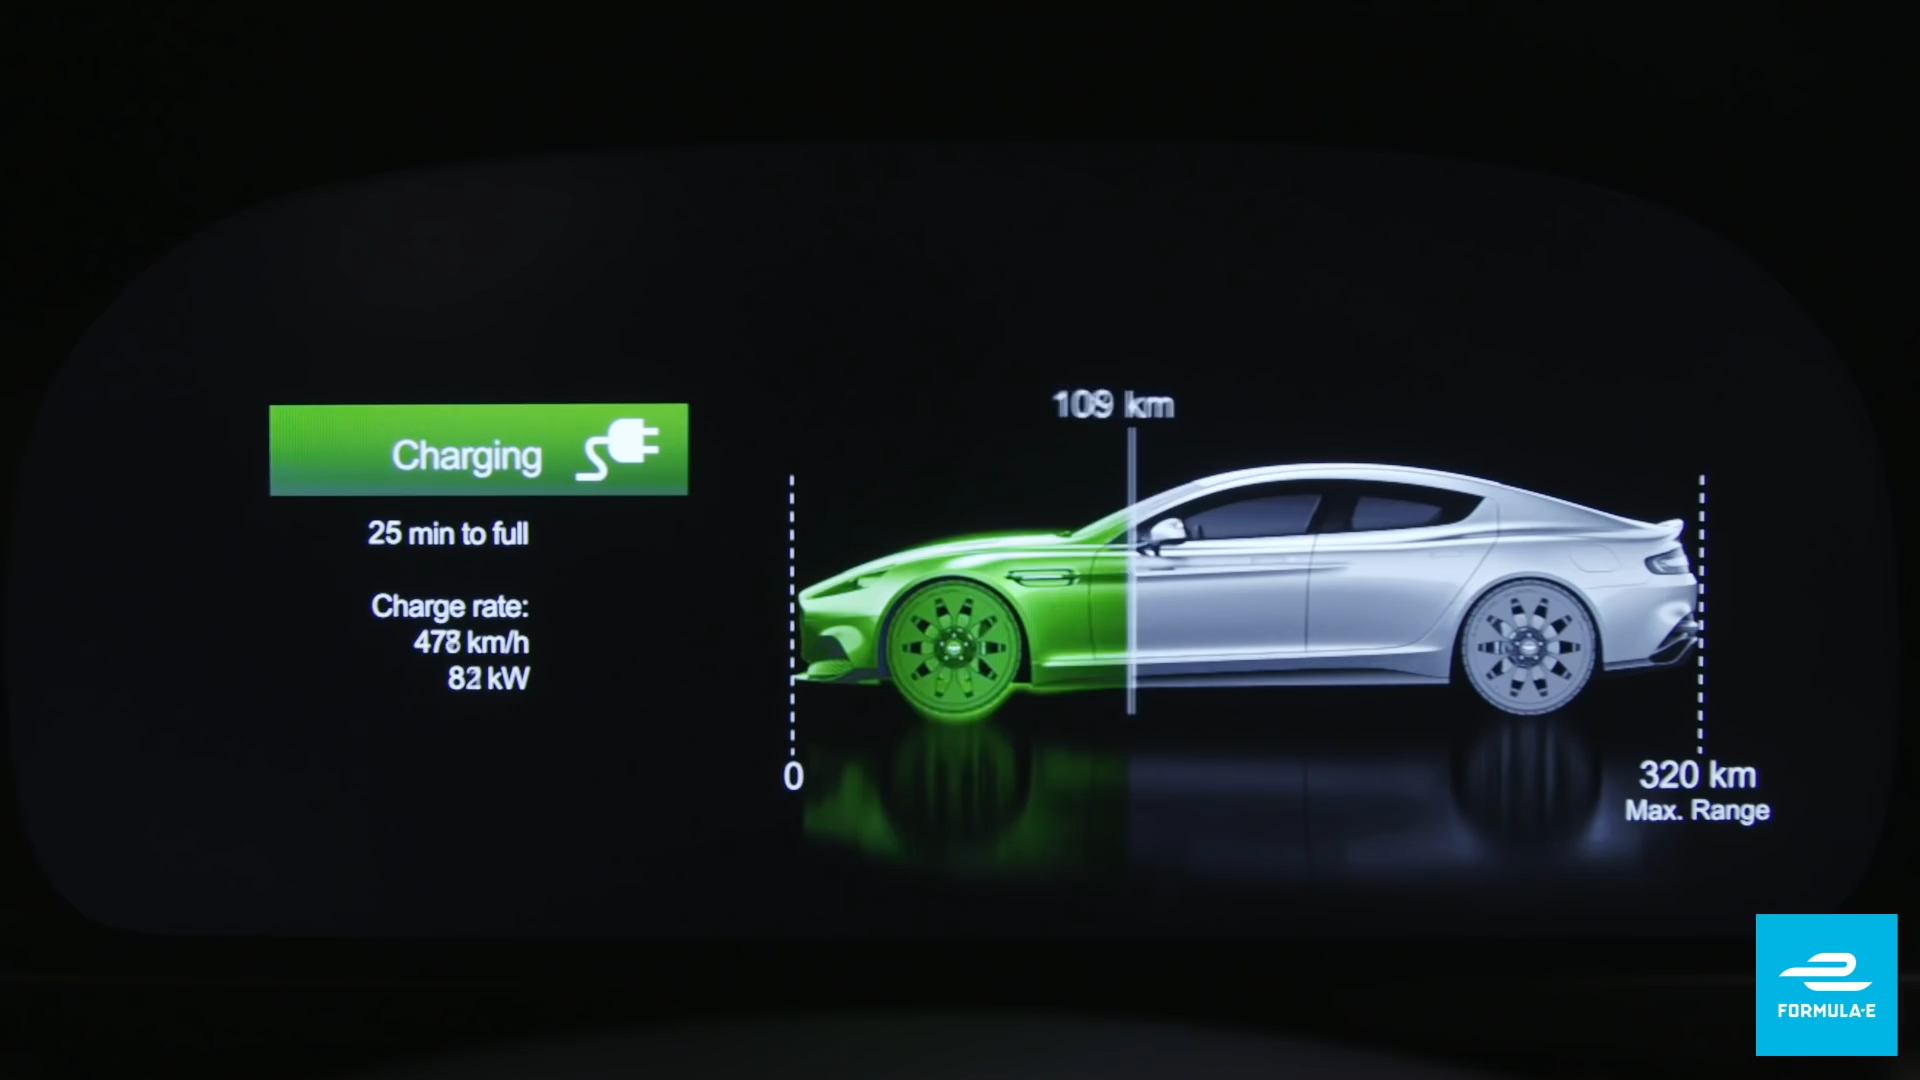 109 km
Charging
25 min to full
Charge rate:
478 km/h
82 kW
0
320 km
Max. Range
FORMULA-E